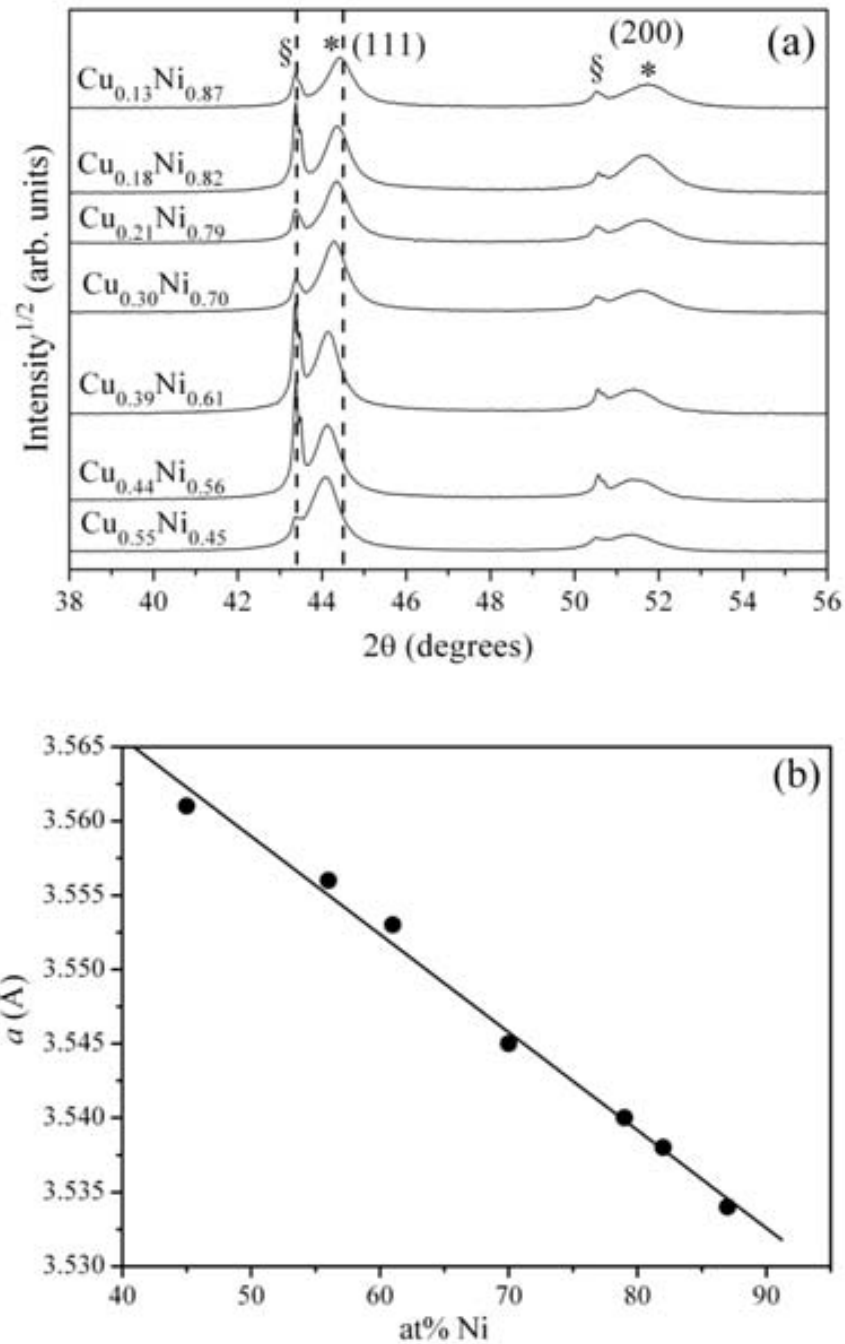 (a)
§ * (111) (200) § *
Cu0.13Ni0.87
Cu0.18Ni0.82
Cu0.21Ni0.79
Cu0.30Ni0.70
Cu0.39Ni0.61
Cu0.44Ni0.56
Cu0.55Ni0.45
Intensity1/2 (arb. units)
38 40 42 44 46 48 50 52 54 56
2θ (degrees)
(b)
3.565
3.560
3.555
3.550
3.545
3.540
3.535
3.530
a (Å)
40 50 60 70 80 90
at% Ni